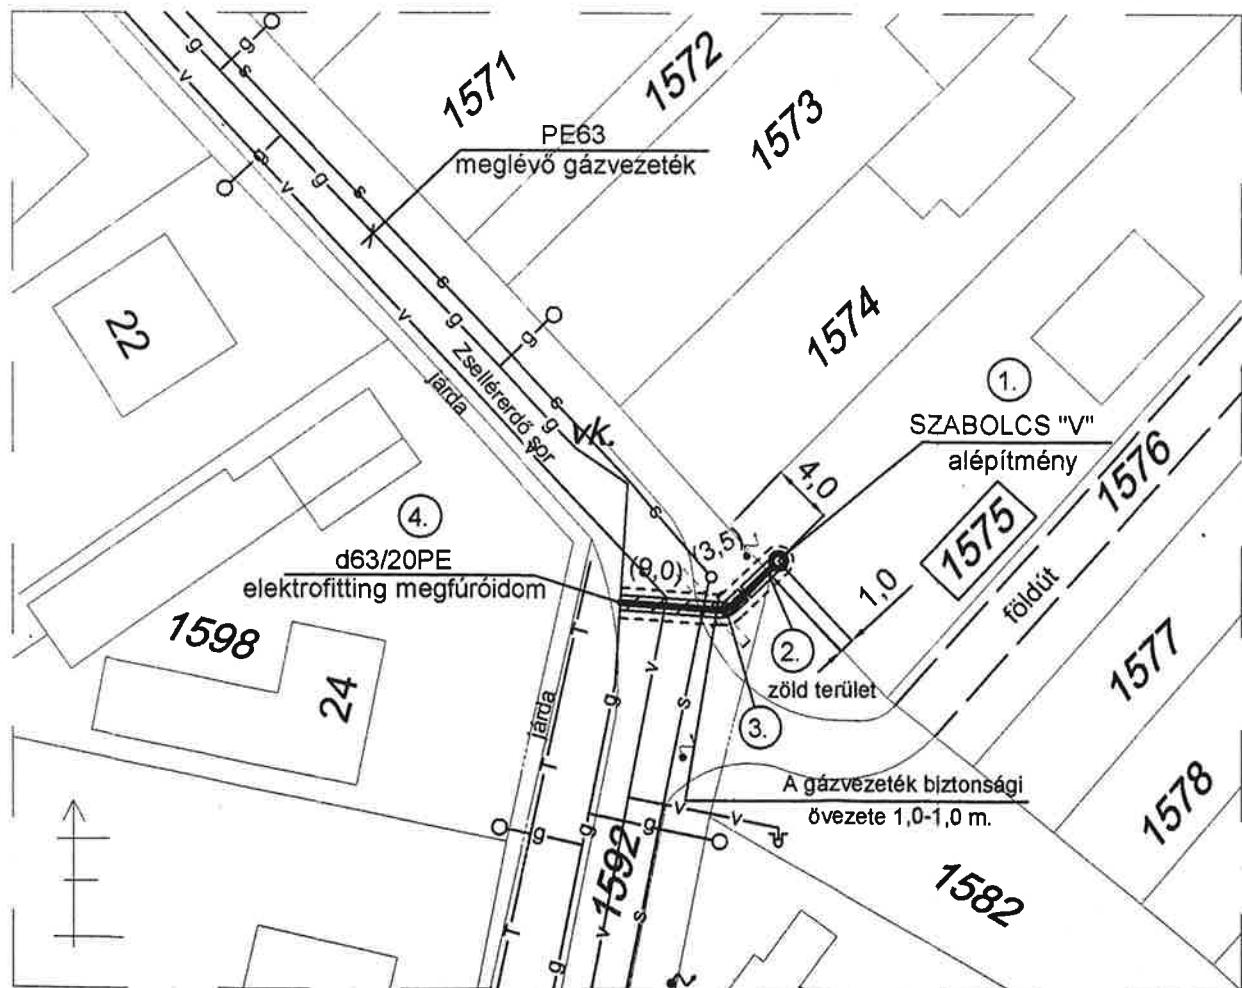 1571
1572
1573
PE63
meglévő gázvezeték
22
1574
Zsellérerdő sor
járda
vk.
1.
SZABOLCS "V"
alépítmény
4,0
1576
1575
4.
d63/20PE
elektrofitting megfúróidom
(9,0)
(3,5)
1,0
földút
1598
24
járda
2.
zöld terület
3.
1577
A gázvezeték biztonsági
övezete 1,0-1,0 m.
1578
1592
1582
g
g
s
v
g
v
g
s
s
g
g
v
s
g
v
s
T
v
g
s
T
v
v
g
g
g
s
v
T
g